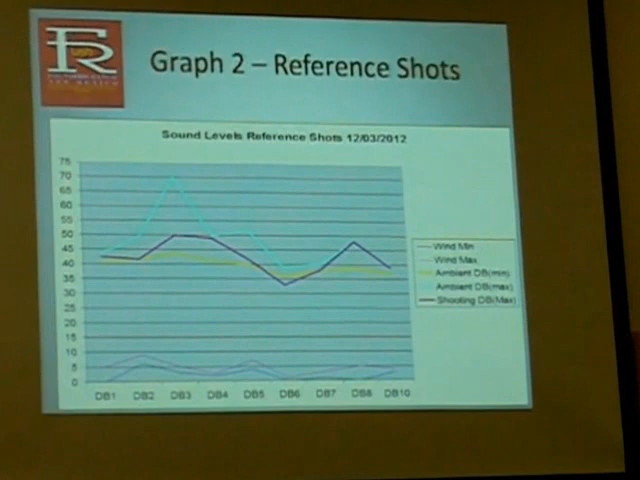 Graph 2 – Reference Shots
Sound Levels Reference Shots 12/03/2012
75
70
65
60
55
50
45
40
35
30
25
20
15
10
5
0
DB1 DB2 DB3 DB4 DB5 DB6 DB7 DB8 DB10
Wind Min
Wind Max
Ambient DB(min)
Ambient DB(max)
Shooting DB(Max)